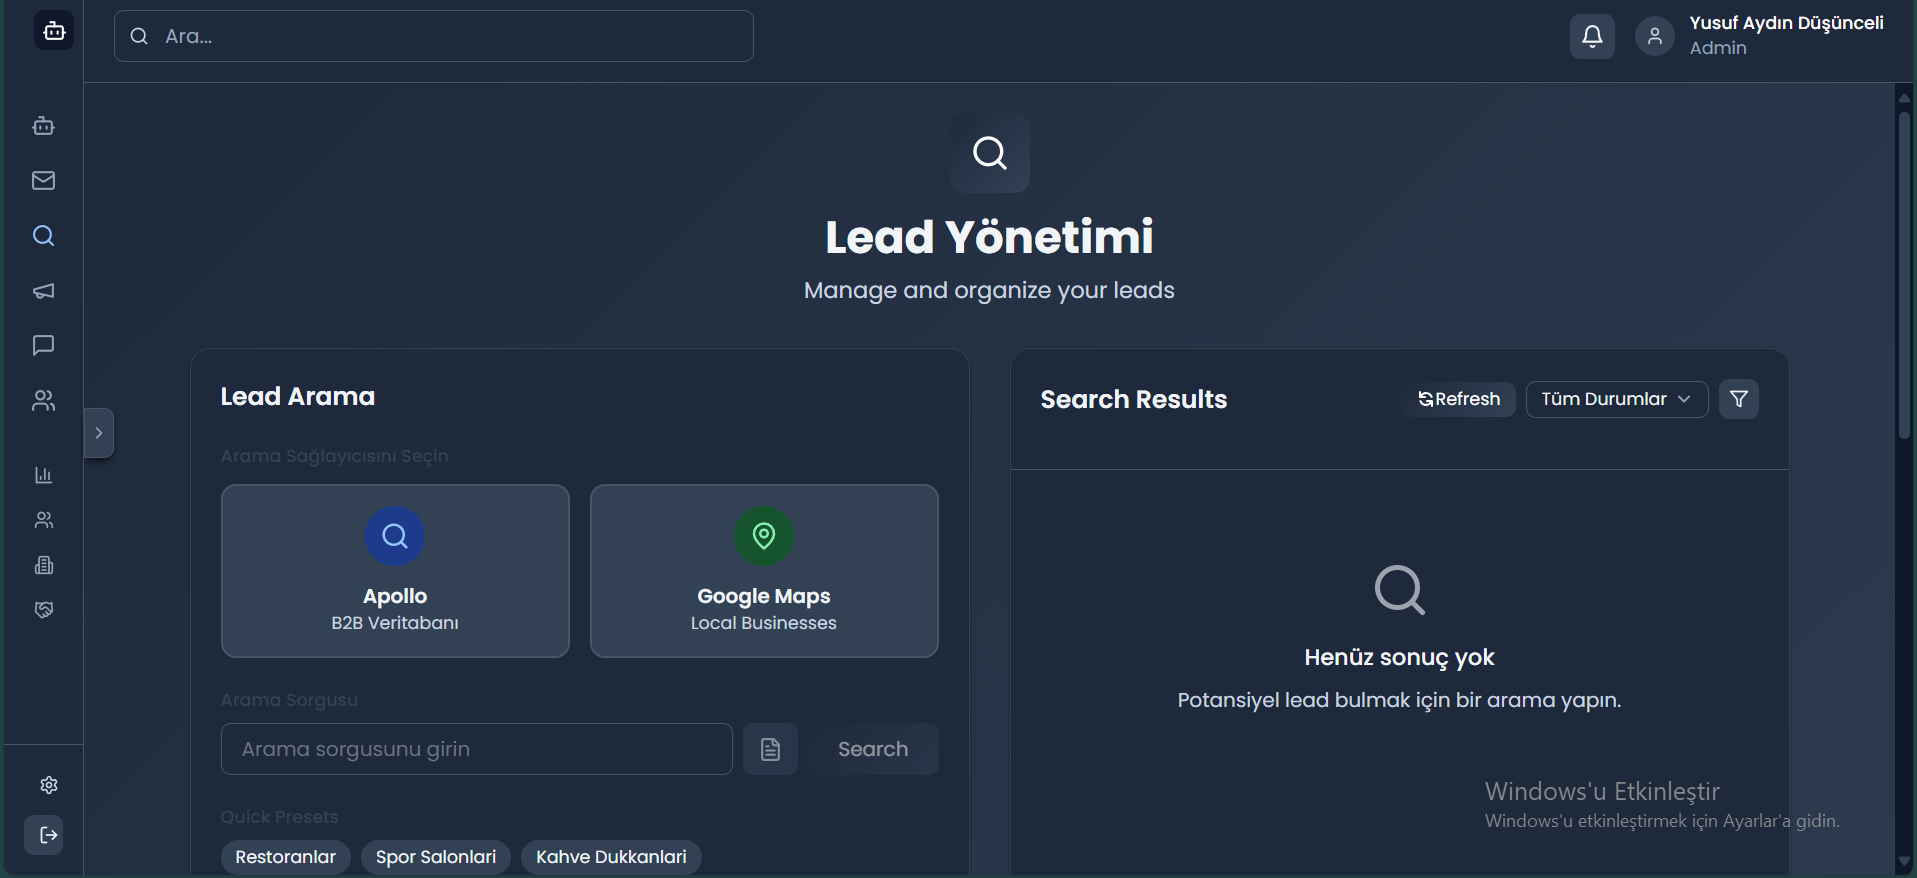 Ara...
Yusuf Aydın Düşünceli
Admin
Lead Yönetimi
Manage and organize your leads
Lead Arama
Arama Sağlayıcısını Seçin
Apollo
B2B Veritabanı
Google Maps
Local Businesses
Arama Sorgusu
Arama sorgusunu girin
Search
Quick Presets
Restoranlar
Spor Salonlari
Kahve Dukkanlari
Search Results
Refresh
Tüm Durumlar
Henüz sonuç yok
Potansiyel lead bulmak için bir arama yapın.
Windows'u Etkinleştir
Windows'u etkinleştirmek için Ayarlar'a gidin.